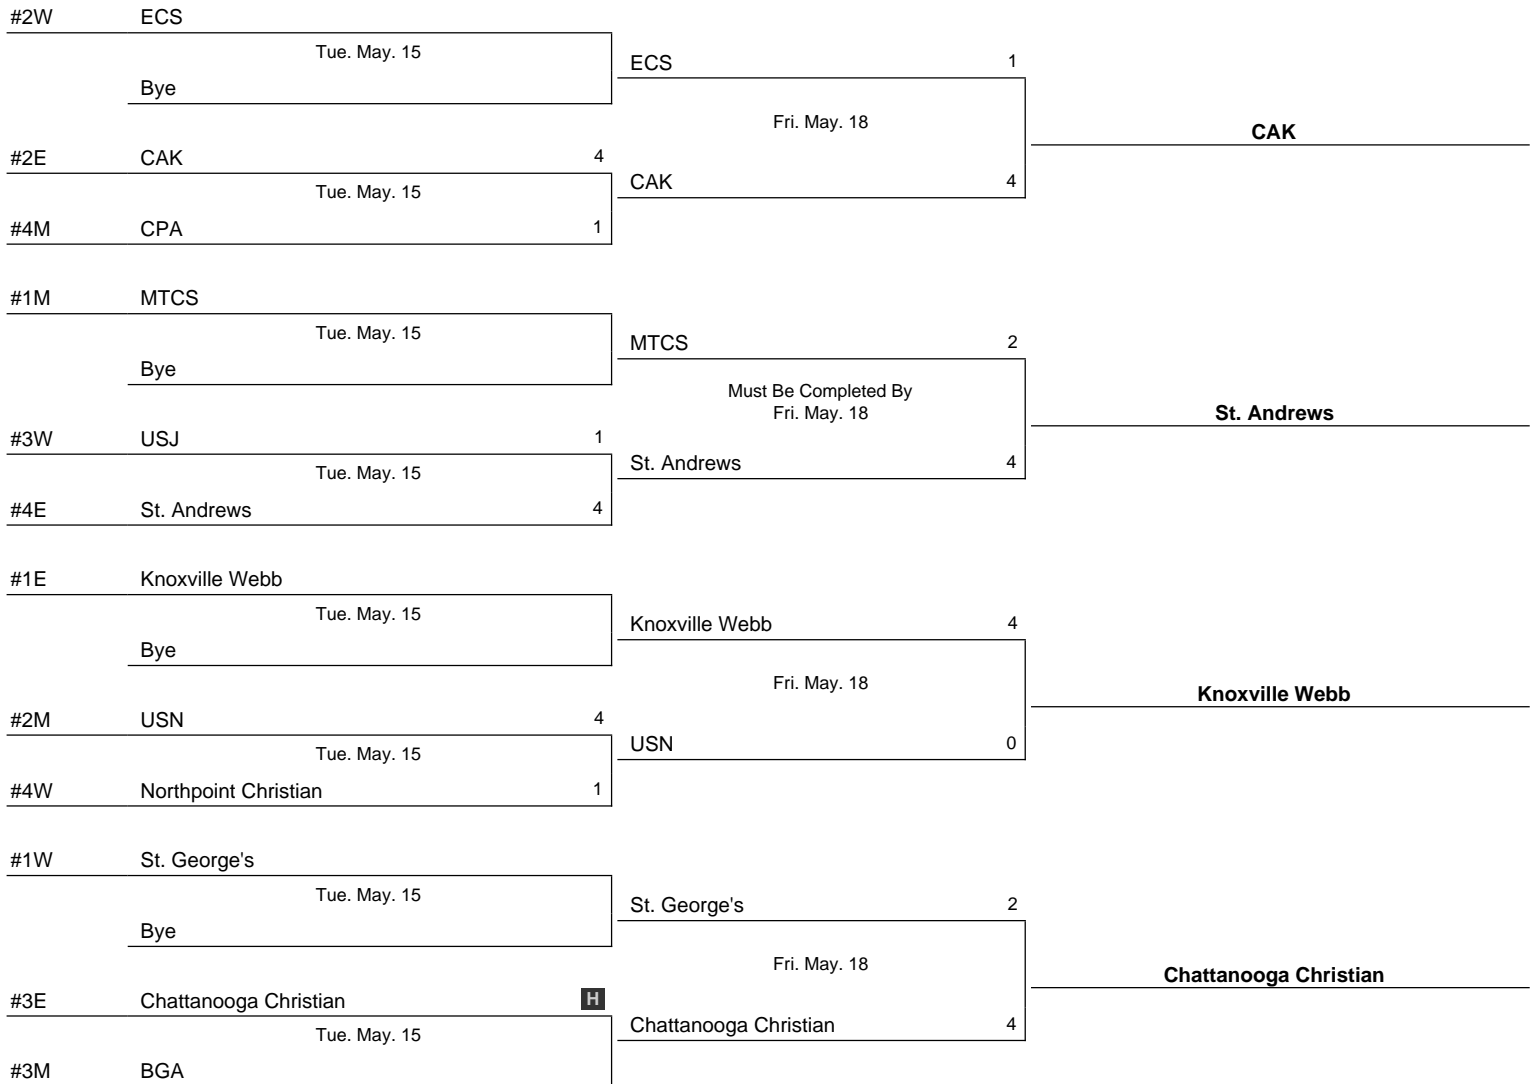 #2W ECS
Tue. May. 15
Bye
ECS 1
Fri. May. 18
CAK 4
CAK
#2E CAK 4
Tue. May. 15
#4M CPA 1
#1M MTCS
Tue. May. 15
Bye
MTCS 2
Must Be Completed By
Fri. May. 18
St. Andrews 4
St. Andrews
#3W USJ 1
Tue. May. 15
#4E St. Andrews 4
#1E Knoxville Webb
Tue. May. 15
Bye
Knoxville Webb 4
Fri. May. 18
USN 0
Knoxville Webb
#2M USN 4
Tue. May. 15
#4W Northpoint Christian 1
#1W St. George's
Tue. May. 15
Bye
St. George's 2
Fri. May. 18
Chattanooga Christian 4
Chattanooga Christian
#3E Chattanooga Christian H
Tue. May. 15
#3M BGA